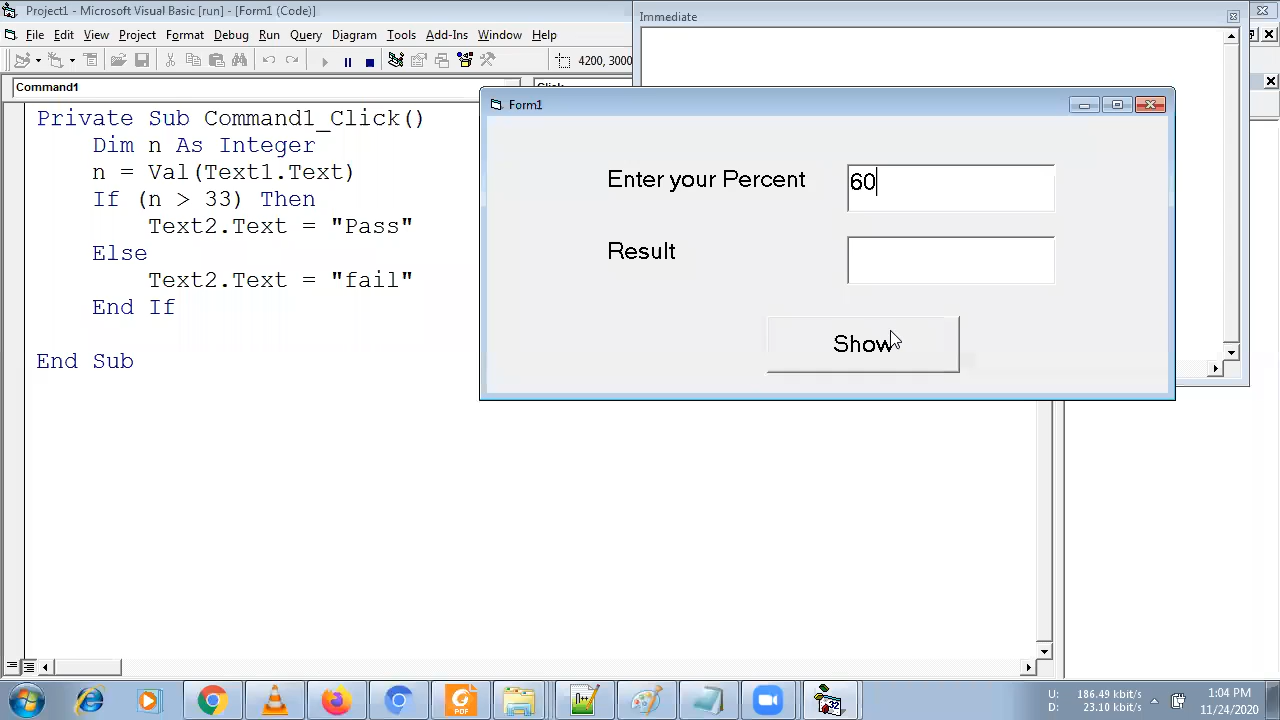 Project1 - Microsoft Visual Basic [run] - [Form1 (Code)]
File Edit View Project Format Debug Run Query Diagram Tools Add-Ins Window Help
4200, 3000
Command1
Private Sub Command1_Click()
Dim n As Integer
n = Val(Text1.Text)
If (n > 33) Then
Text2.Text = "Pass"
Else
Text2.Text = "fail"
End If
End Sub
Immediate
Form1
Enter your Percent 60
Result
Show
PDF
32
U: 186.49 kbit/s
D: 23.10 kbit/s
1:04 PM
11/24/2020